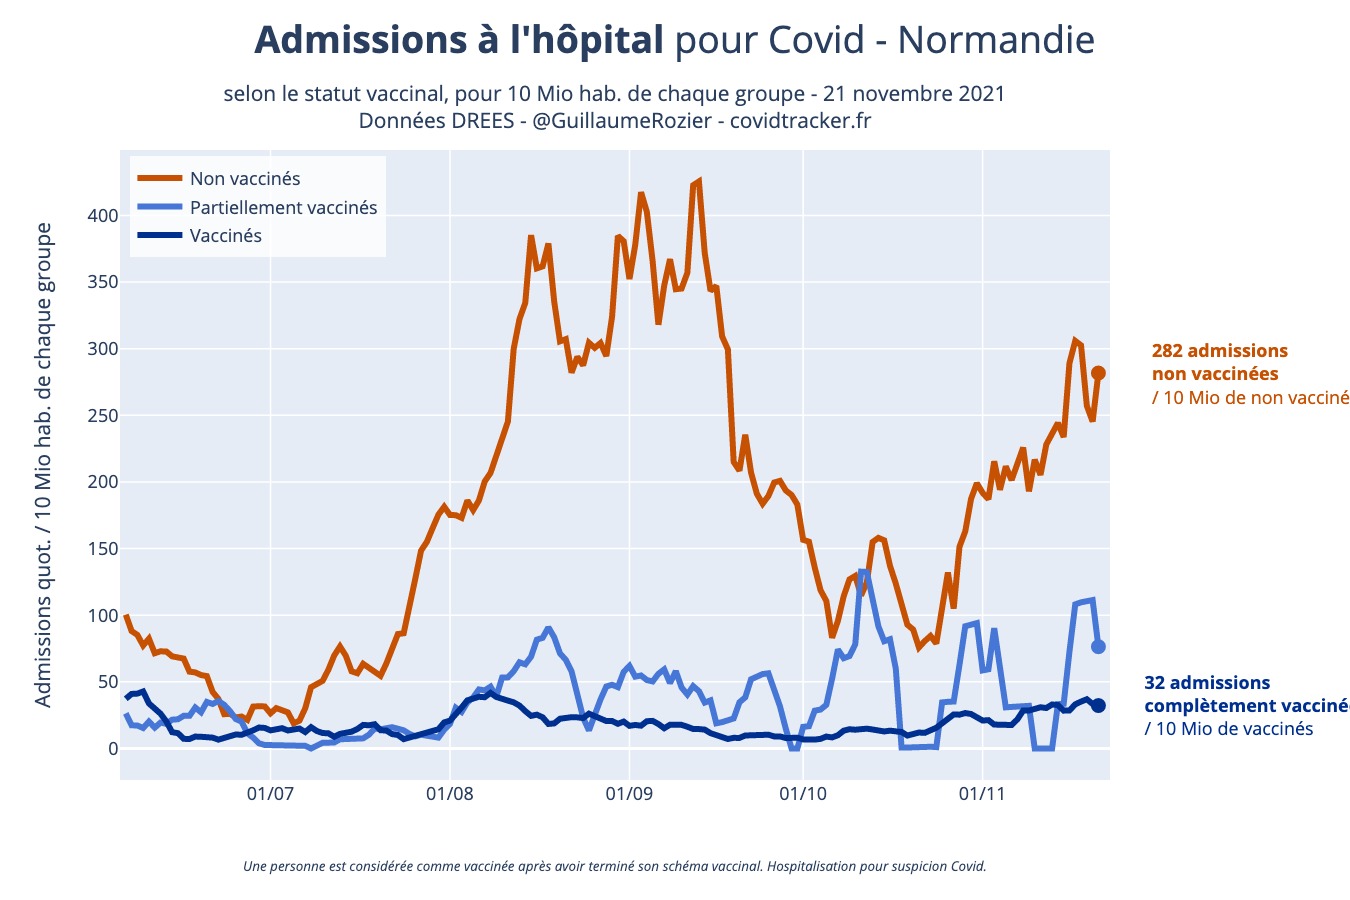 Admissions à l'hôpital pour Covid - Normandie
selon le statut vaccinal, pour 10 Mio hab. de chaque groupe - 21 novembre 2021
Données DREES - @GuillaumeRozier - covidtracker.fr
Non vaccinés
Partiellement vaccinés
Vaccinés
Admissions quot. / 10 Mio hab. de chaque groupe
400
350
300
250
200
150
100
50
0
01/07
01/08
01/09
01/10
01/11
282 admissions
non vaccinées
/ 10 Mio de non vacciné
32 admissions
complètement vacciné
/ 10 Mio de vaccinés
Une personne est considérée comme vaccinée après avoir terminé son schéma vaccinal. Hospitalisation pour suspicion Covid.